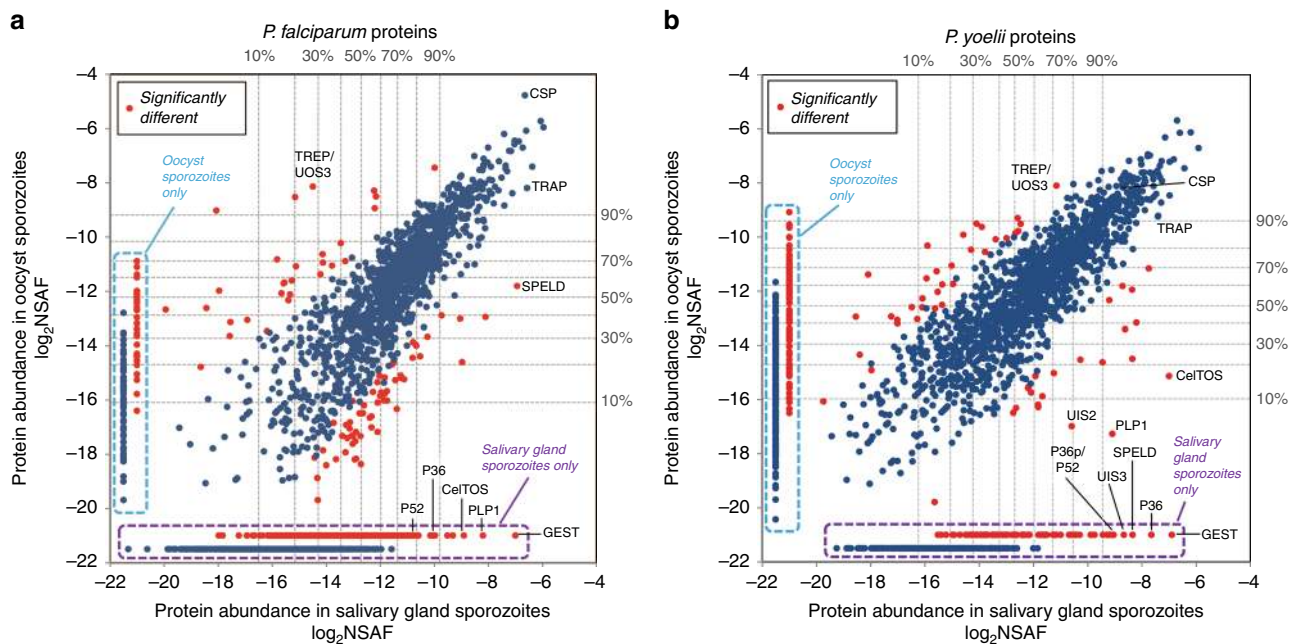 a
P. falciparum proteins
10% 30% 50% 70% 90%
Significantly
different
Oocyst
sporozoites
only
TREP/
UOS3
CSP
TRAP
SPELD
90%
70%
50%
30%
10%
Salivary gland
sporozoites only
P52
P36
CelTOS
PLP1
GEST
–4
–6
–8
–10
–12
–14
–16
–18
–20
–22
–22 –20 –18 –16 –14 –12 –10 –8 –6 –4
Protein abundance in oocyst sporozoites
log2NSAF
Protein abundance in salivary gland sporozoites
log2NSAF
b
P. yoelii proteins
10% 30% 50% 70% 90%
Significantly
different
Oocyst
sporozoites
only
TREP/
UOS3
CSP
TRAP
90%
70%
50%
30%
10%
CelTOS
UIS2
PLP1
P36p/
P52
UIS3
SPELD
P36
GEST
Salivary
gland
sporozoites
only
–4
–6
–8
–10
–12
–14
–16
–18
–20
–22
–22 –20 –18 –16 –14 –12 –10 –8 –6 –4
Protein abundance in oocyst sporozoites
log2NSAF
Protein abundance in salivary gland sporozoites
log2NSAF